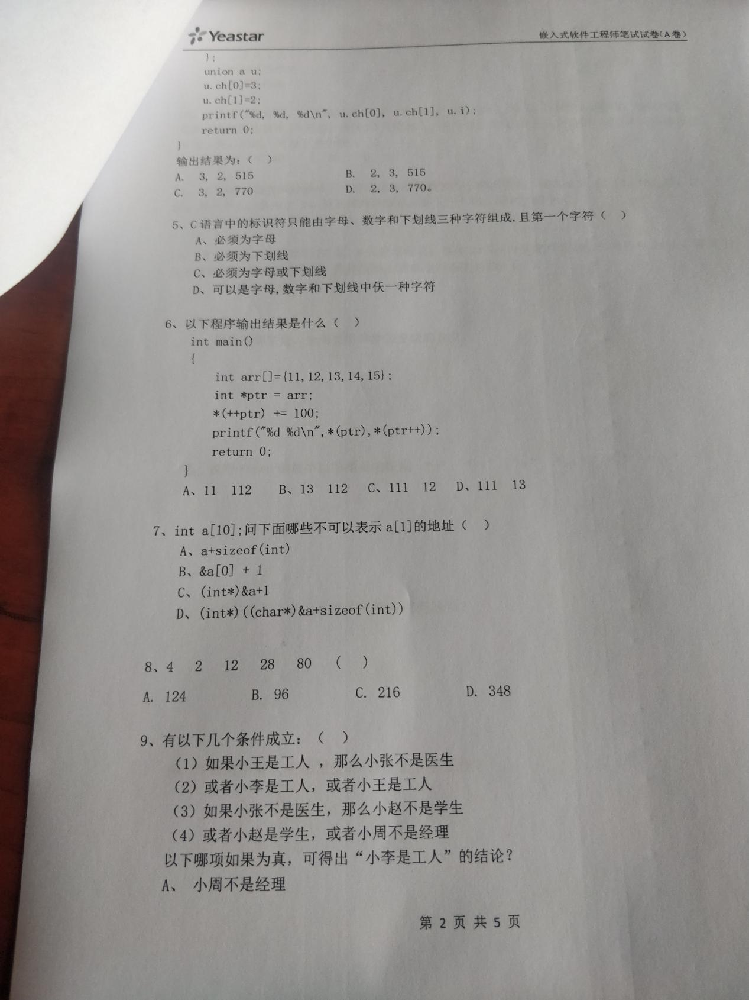 Yeastar
嵌入式软件工程师笔试试卷(A卷)
};
union a u;
u.ch[0]=3;
u.ch[1]=2;
printf("%d, %d, %d\n", u.ch[0], u.ch[1], u.i);
return 0;
}
输出结果为:( )
A. 3, 2, 515 B. 2, 3, 515
C. 3, 2, 770 D. 2, 3, 770。
5、C语言中的标识符只能由字母、数字和下划线三种字符组成,且第一个字符( )
A、必须为字母
B、必须为下划线
C、必须为字母或下划线
D、可以是字母,数字和下划线中仸一种字符
6、以下程序输出结果是什么( )
int main()
{
int arr[]={11,12,13,14,15};
int *ptr = arr;
*(++ptr) += 100;
printf("%d %d\n",*(ptr),*(ptr++));
return 0;
}
A、11 112 B、13 112 C、111 12 D、111 13
7、int a[10];问下面哪些不可以表示a[1]的地址( )
A、a+sizeof(int)
B、&a[0] + 1
C、(int*)&a+1
D、(int*)((char*)&a+sizeof(int))
8、4 2 12 28 80 ( )
A. 124 B. 96 C. 216 D. 348
9、有以下几个条件成立:( )
(1)如果小王是工人 ,那么小张不是医生
(2)或者小李是工人,或者小王是工人
(3)如果小张不是医生,那么小赵不是学生
(4)或者小赵是学生,或者小周不是经理
以下哪项如果为真,可得出“小李是工人”的结论?
A、 小周不是经理
第 2 页 共 5 页